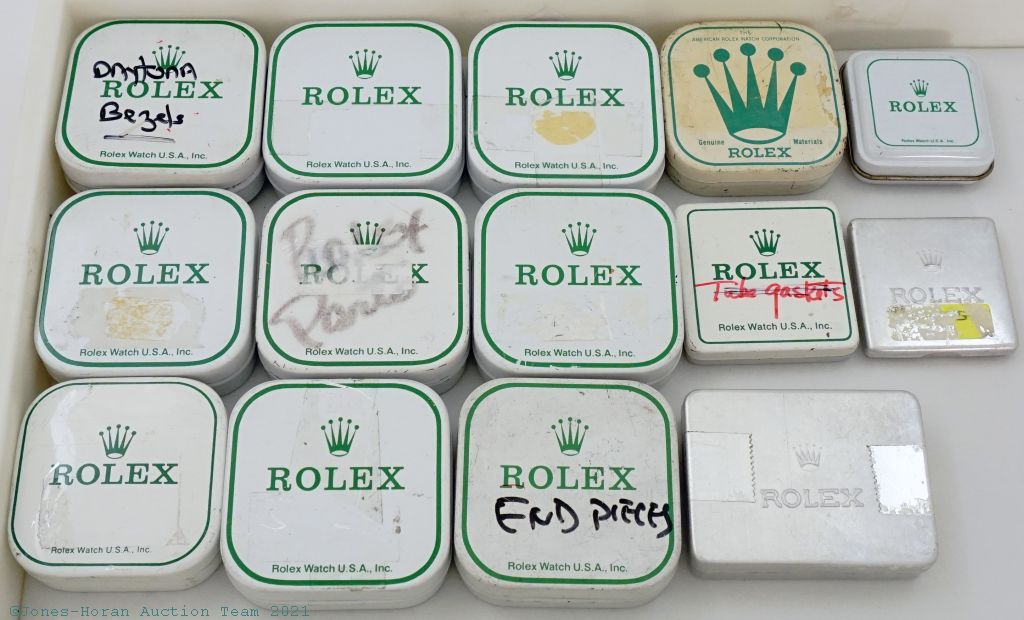 DAYTONA
ROLEX
Bezels
Rolex Watch U.S.A., Inc.
ROLEX
Rolex Watch U.S.A., Inc.
ROLEX
Rolex Watch U.S.A., Inc.
THE
AMERICAN ROLEX WATCH CORPORATION
Genuine Materials
ROLEX
ROLEX
Rolex Watch U.S.A., Inc.
ROLEX
Rolex Watch U.S.A., Inc.
ROLEX
Rolex Watch U.S.A., Inc.
ROLEX
Rolex Watch U.S.A., Inc.
ROLEX
Tube gaskets
Rolex Watch U.S.A., Inc.
ROLEX
5
ROLEX
Rolex Watch U.S.A., Inc.
ROLEX
Rolex Watch U.S.A., Inc.
ROLEX
END PIECES
Rolex Watch U.S.A., Inc.
ROLEX
©Jones-Horan Auction Team 2021